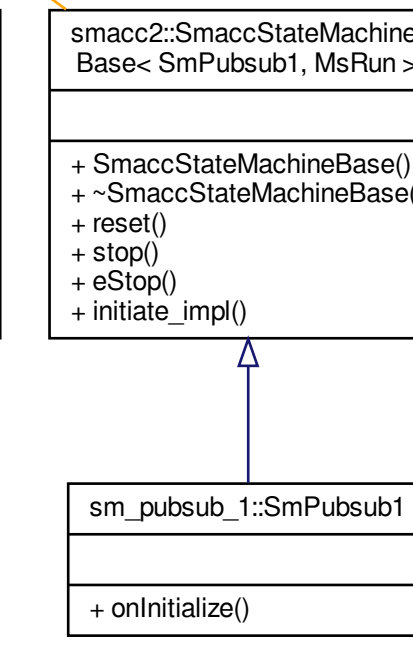 smacc2::SmaccStateMachine
Base< SmPubsub1, MsRun >
+ SmaccStateMachineBase()
+ ~SmaccStateMachineBase(
+ reset()
+ stop()
+ eStop()
+ initiate_impl()
sm_pubsub_1::SmPubsub1
+ onInitialize()